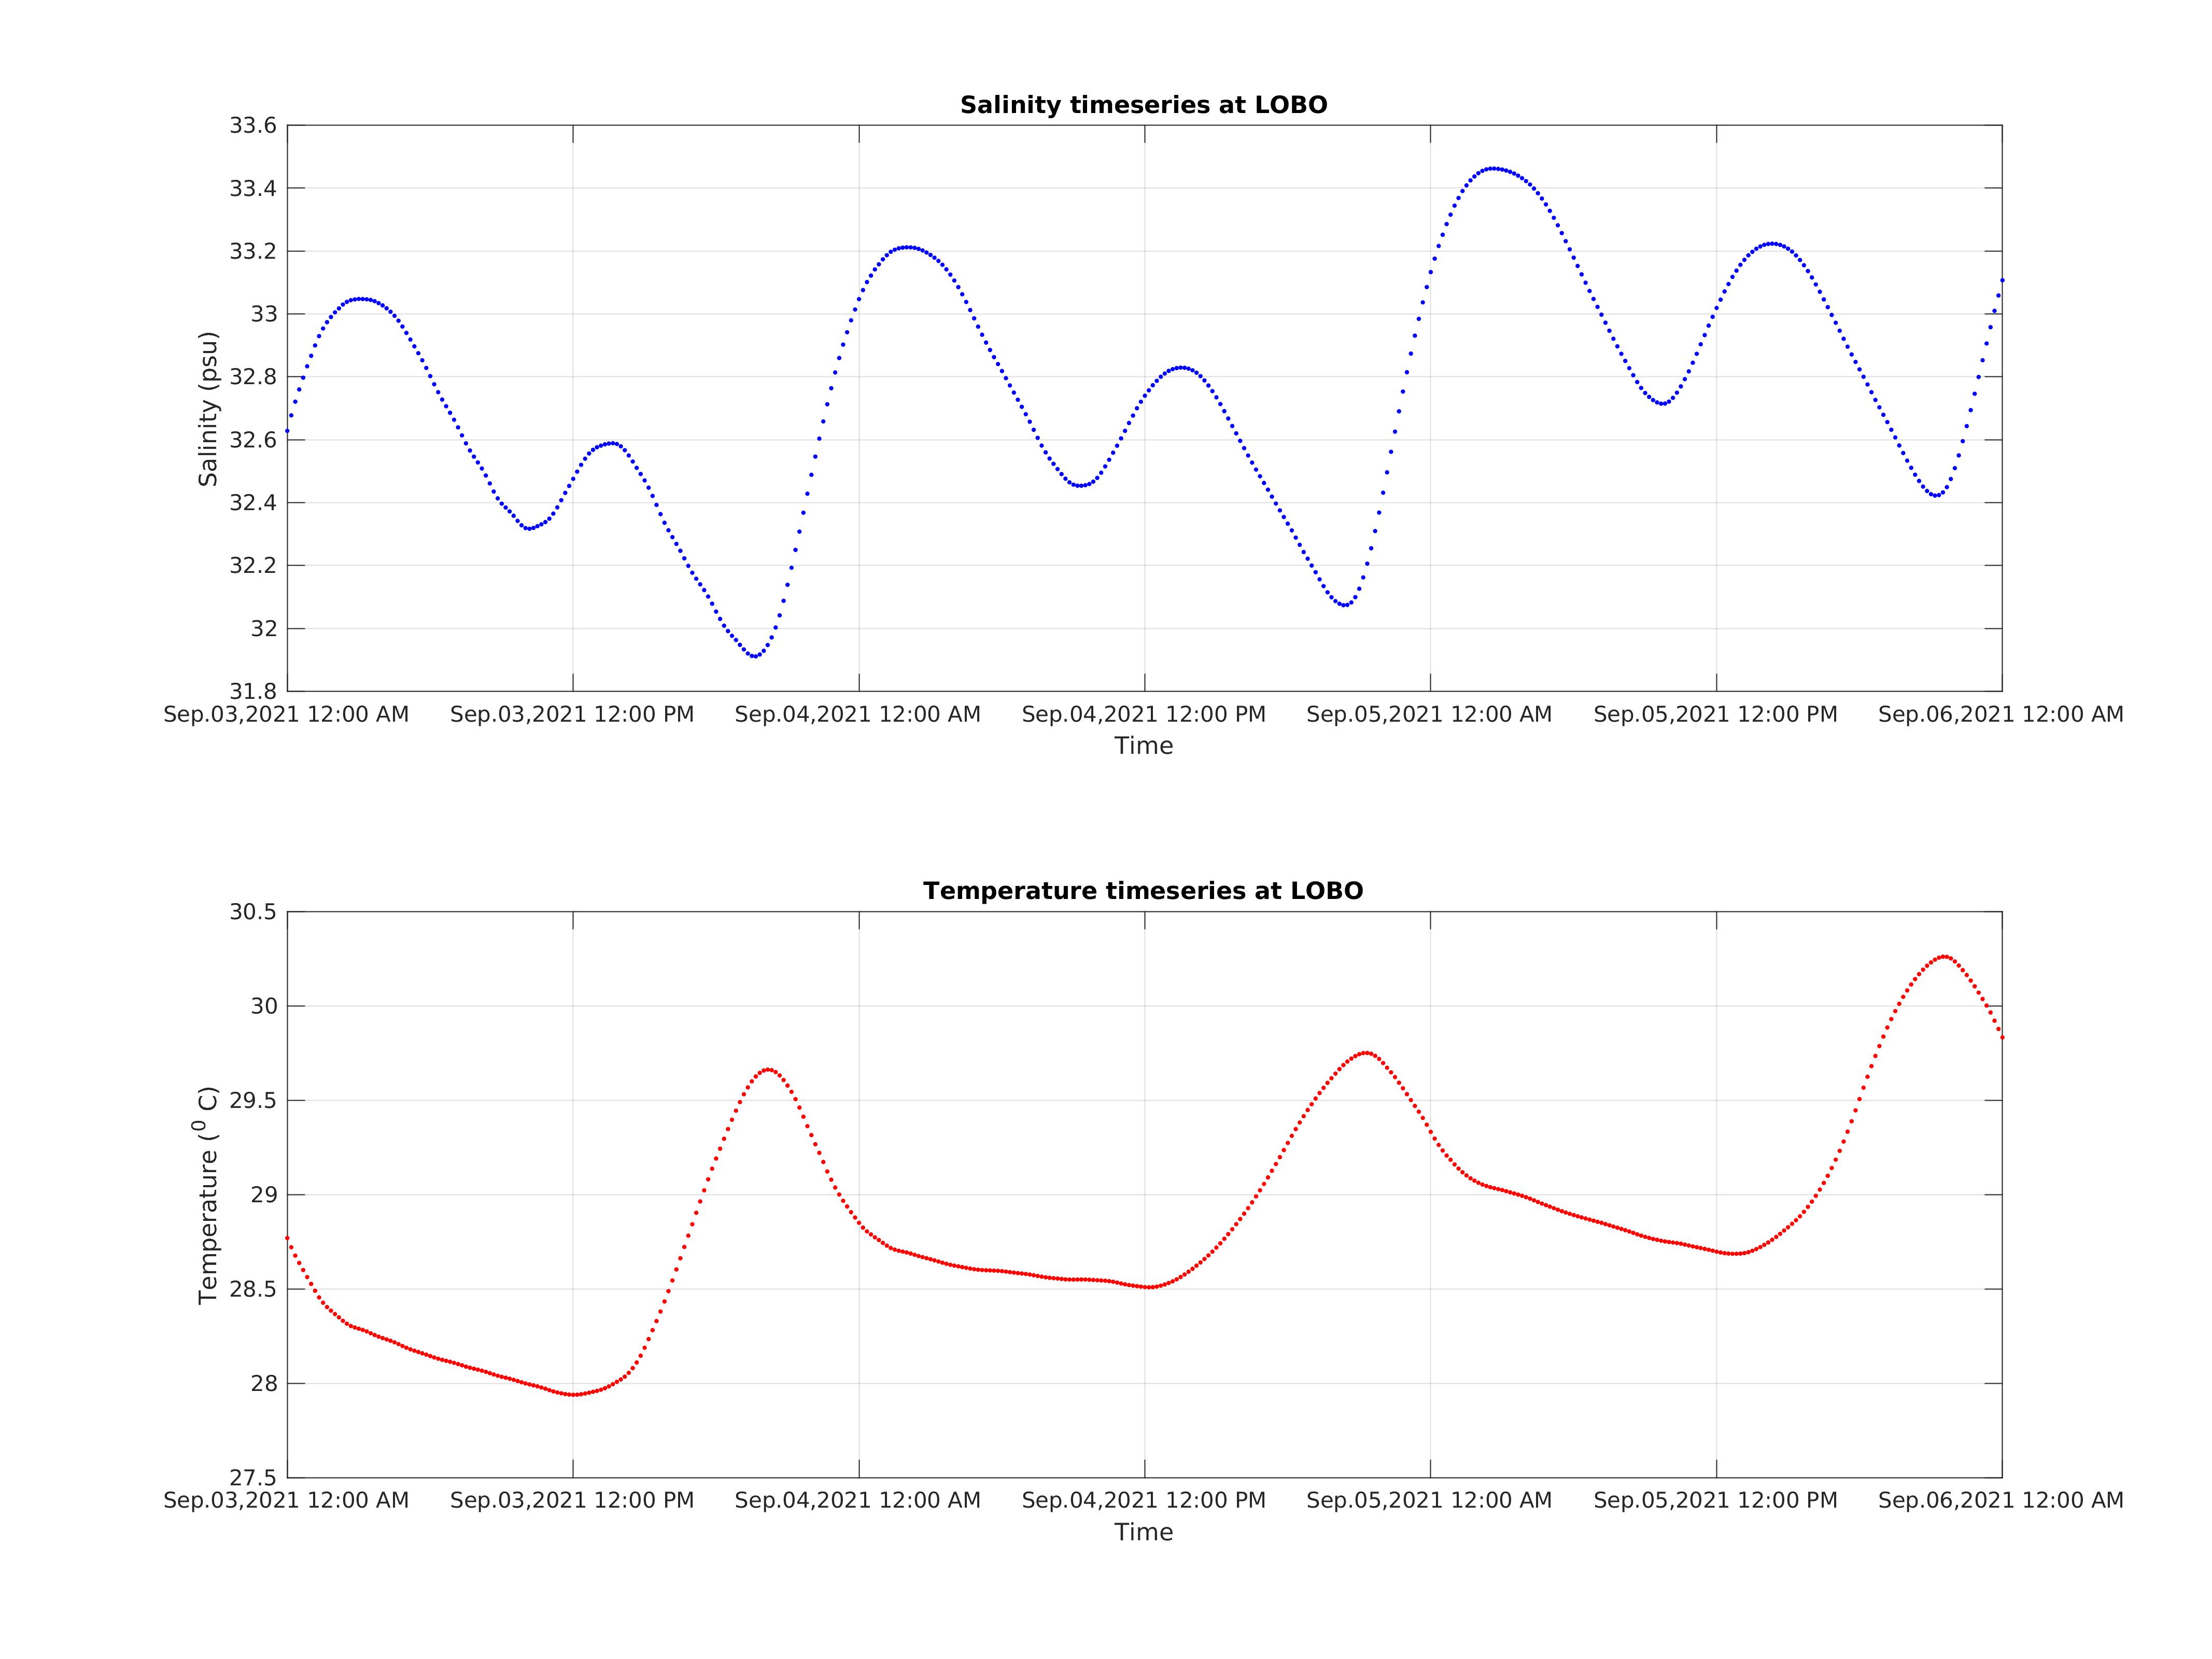 Salinity timeseries at LOBO
33.6
33.4
33.2
33
32.8
32.6
32.4
32.2
32
31.8
Salinity (psu)
Sep.03,2021 12:00 AM Sep.03,2021 12:00 PM Sep.04,2021 12:00 AM Sep.04,2021 12:00 PM Sep.05,2021 12:00 AM Sep.05,2021 12:00 PM Sep.06,2021 12:00 AM
Time
Temperature timeseries at LOBO
30.5
30
29.5
29
28.5
28
27.5
Temperature (⁰ C)
Sep.03,2021 12:00 AM Sep.03,2021 12:00 PM Sep.04,2021 12:00 AM Sep.04,2021 12:00 PM Sep.05,2021 12:00 AM Sep.05,2021 12:00 PM Sep.06,2021 12:00 AM
Time